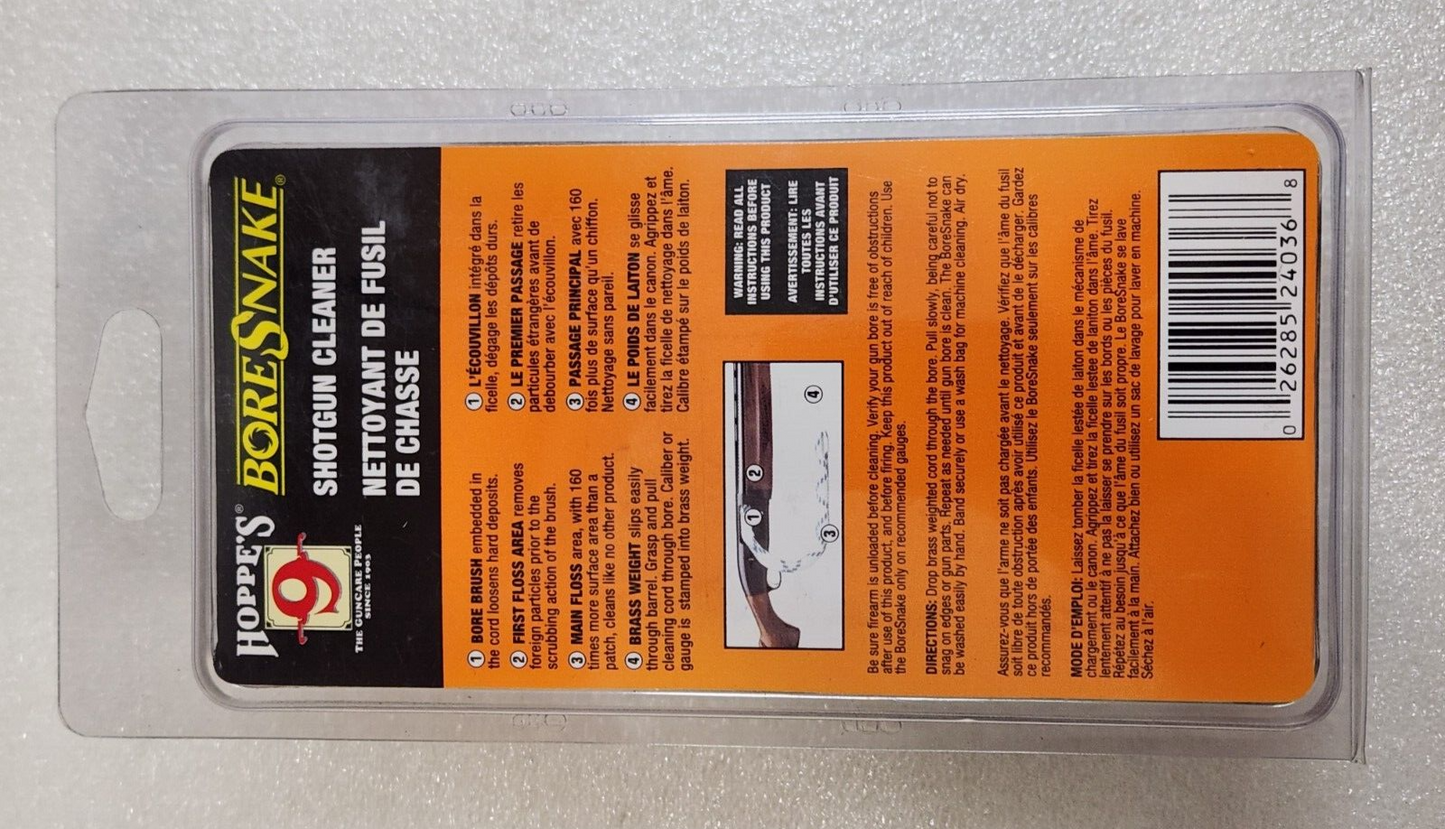 HOPPE'S® BORESNAKE®
9
THE GUNCARE PEOPLE
SINCE 1903
SHOTGUN CLEANER
NETTOYANT DE FUSIL
DE CHASSE
1 BORE BRUSH embedded in
the cord loosens hard deposits.
2 FIRST FLOSS AREA removes
foreign particles prior to the
scrubbing action of the brush.
3 MAIN FLOSS area, with 160
times more surface area than a
patch, cleans like no other product.
4 BRASS WEIGHT slips easily
through barrel. Grasp and pull
cleaning cord through bore. Caliber or
gauge is stamped into brass weight.
1 L'ÉCOUVILLON intégré dans la
ficelle, dégage les dépôts durs.
2 LE PREMIER PASSAGE retire les
particules étrangères avant de
debourber avec l'écouvillon.
3 PASSAGE PRINCIPAL avec 160
fois plus de surface qu'un chiffon.
Nettoyage sans pareil.
4 LE POIDS DE LAITON se glisse
facilement dans le canon. Agrippez et
tirez la ficelle de nettoyage dans l'âme.
Calibre étampé sur le poids de laiton.
1
2
3
4
WARNING: READ ALL
INSTRUCTIONS BEFORE
USING THIS PRODUCT
AVERTISSEMENT: LIRE
TOUTES LES
INSTRUCTIONS AVANT
D'UTILISER CE PRODUIT
Be sure firearm is unloaded before cleaning. Verify your gun bore is free of obstructions
after use of this product, and before firing. Keep this product out of reach of children. Use
the BoreSnake only on recommended gauges.
DIRECTIONS: Drop brass weighted cord through the bore. Pull slowly, being careful not to
snag on edges or gun parts. Repeat as needed until gun bore is clean. The BoreSnake can
be washed easily by hand. Band securely or use a wash bag for machine cleaning. Air dry.
Assurez-vous que l'arme ne soit pas chargée avant le nettoyage. Vérifiez que l'âme du fusil
soit libre de toute obstruction après avoir utilisé ce produit et avant de le décharger. Gardez
ce produit hors de portée des enfants. Utilisez le BoreSnake seulement sur les calibres
recommandés.
MODE D'EMPLOI: Laissez tomber la ficelle lestée de laiton dans le mécanisme de
chargement ou le canon. Agrippez et tirez la ficelle lestée de laniton dans l'âme. Tirez
lentement attentif à ne pas la laisser se prendre sur les bords ou les pièces du fusil.
Répétez au besoin jusqu'à ce que l'âme du fusil soit propre. Le BoreSnake se lave
facilement à la main. Attachez bien ou utilisez un sac de lavage pour laver en machine.
Séchez à l'air.
0 26285 24036 8